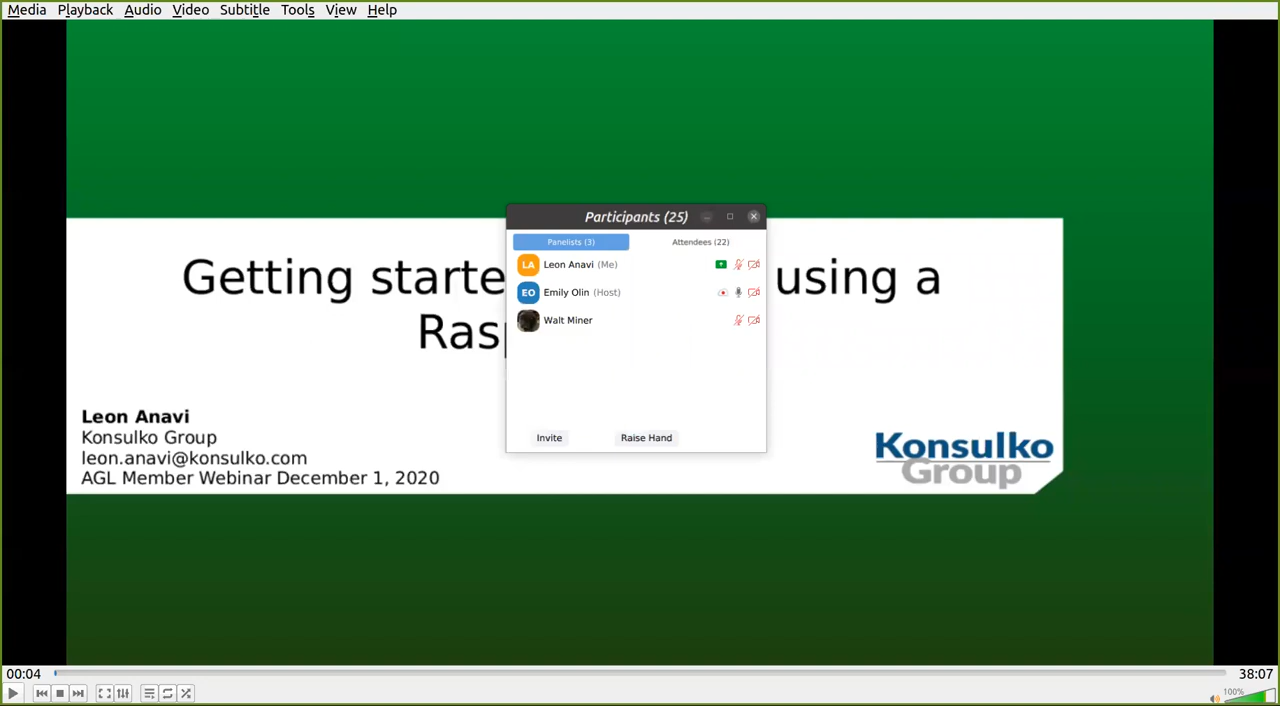 Media Playback Audio Video Subtitle Tools View Help
Participants (25)
Panelists (3) Attendees (22)
LA Leon Anavi (Me)
EO Emily Olin (Host)
Walt Miner
Invite Raise Hand
Getting starte using a
Ras
Leon Anavi
Konsulko Group
leon.anavi@konsulko.com
AGL Member Webinar December 1, 2020
Konsulko
Group
00:04 38:07
100%